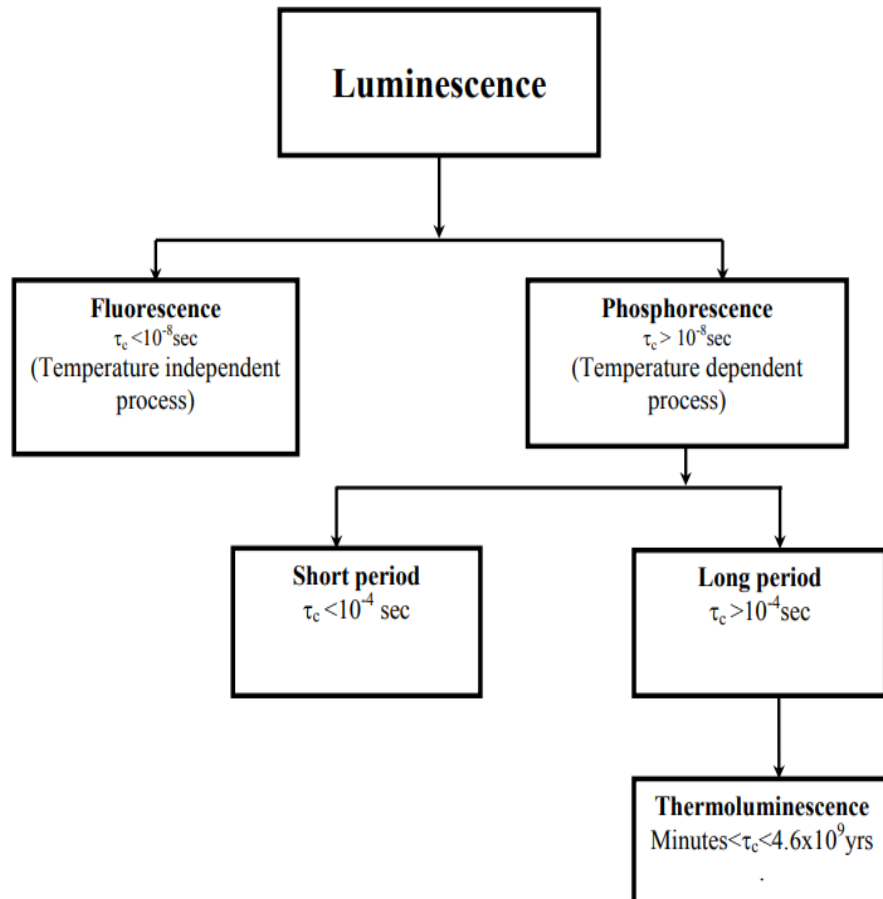 Luminescence
Fluorescence
τc <10⁻⁸sec
(Temperature independent
process)
Phosphorescence
τc > 10⁻⁸sec
(Temperature dependent
process)
Short period
τc <10⁻⁴ sec
Long period
τc >10⁻⁴sec
Thermoluminescence
Minutes<τc<4.6x10⁹yrs
.